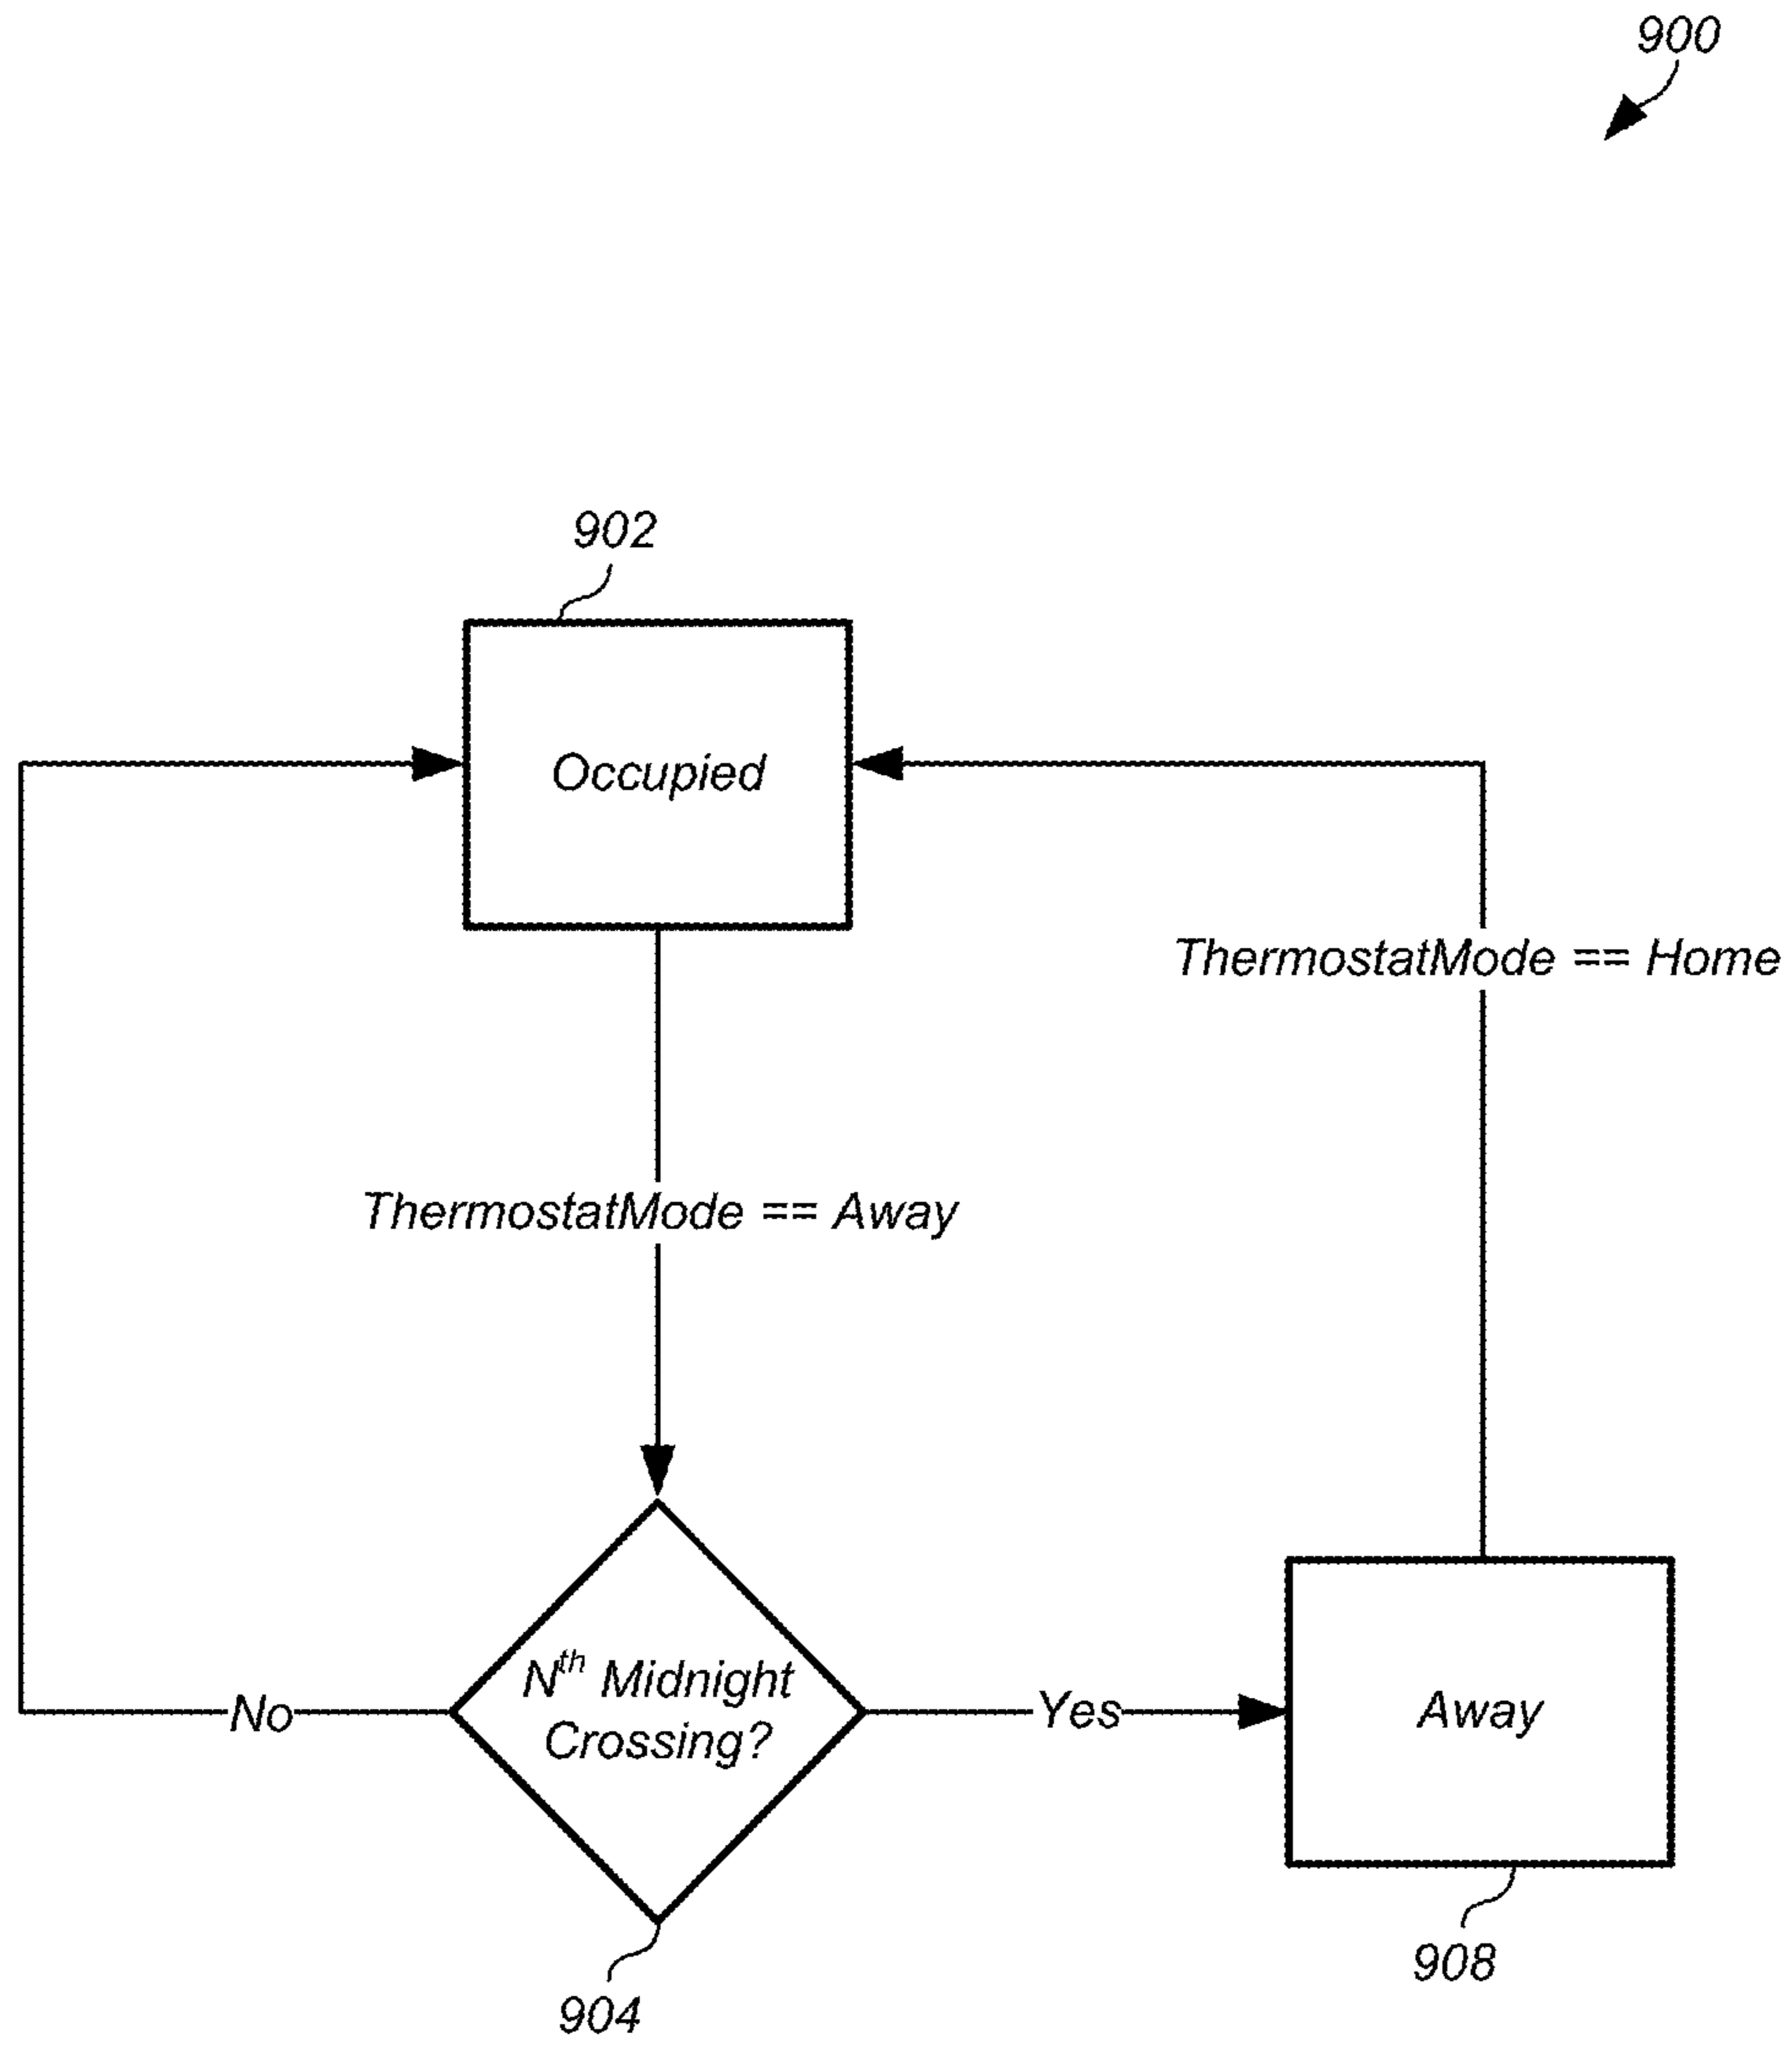 900
902
Occupied
ThermostatMode == Home
ThermostatMode == Away
Nth Midnight
Crossing?
No
Yes
Away
908
904